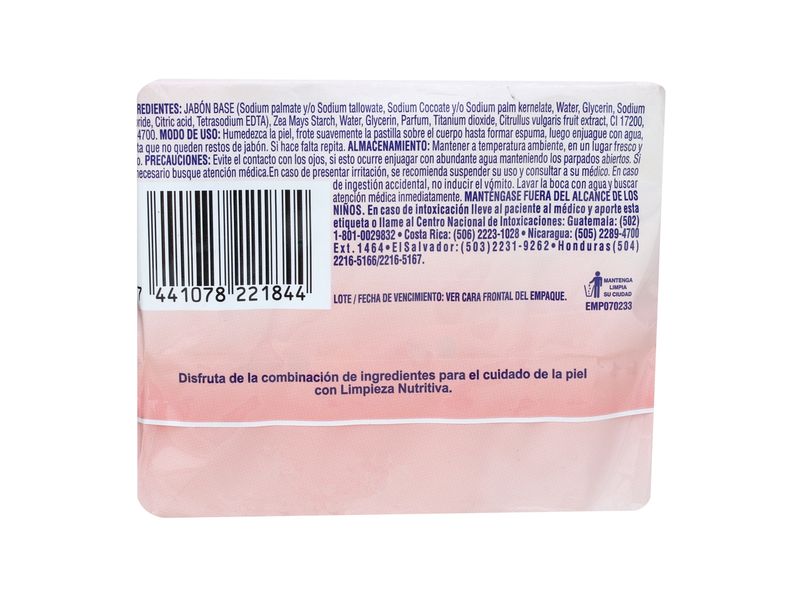 REDIENTES: JABÓN BASE (Sodium palmate y/o Sodium tallowate, Sodium Cocoate y/o Sodium palm kernelate, Water, Glycerin, Sodium
ride, Citric acid, Tetrasodium EDTA), Zea Mays Starch, Water, Glycerin, Parfum, Titanium dioxide, Citrullus vulgaris fruit extract, CI 17200,
4700. MODO DE USO: Humedezca la piel, frote suavemente la pastilla sobre el cuerpo hasta formar espuma, luego enjuague con agua,
ta que no queden restos de jabón. Si hace falta repita. ALMACENAMIENTO: Mantener a temperatura ambiente, en un lugar fresco y
o. PRECAUCIONES: Evite el contacto con los ojos, si esto ocurre enjuagar con abundante agua manteniendo los parpados abiertos. Si
necesario busque atención médica.En caso de presentar irritación, se recomienda suspender su uso y consultar a su médico. En caso
de ingestión accidental, no inducir el vómito. Lavar la boca con agua y buscar
atención médica inmediatamente. MANTÉNGASE FUERA DEL ALCANCE DE LOS
NIÑOS. En caso de intoxicación lleve al paciente al médico y aporte esta
etiqueta o llame al Centro Nacional de Intoxicaciones: Guatemala: (502)
1-801-0029832 • Costa Rica: (506) 2223-1028 • Nicaragua: (505) 2289-4700
Ext. 1464 • ElSalvador: (503) 2231-9262 • Honduras (504)
2216-5166/2216-5167.
7 441078 221844
LOTE / FECHA DE VENCIMIENTO: VER CARA FRONTAL DEL EMPAQUE.
MANTENGA
LIMPIA
SU CIUDAD
EMP070233
Disfruta de la combinación de ingredientes para el cuidado de la piel
con Limpieza Nutritiva.